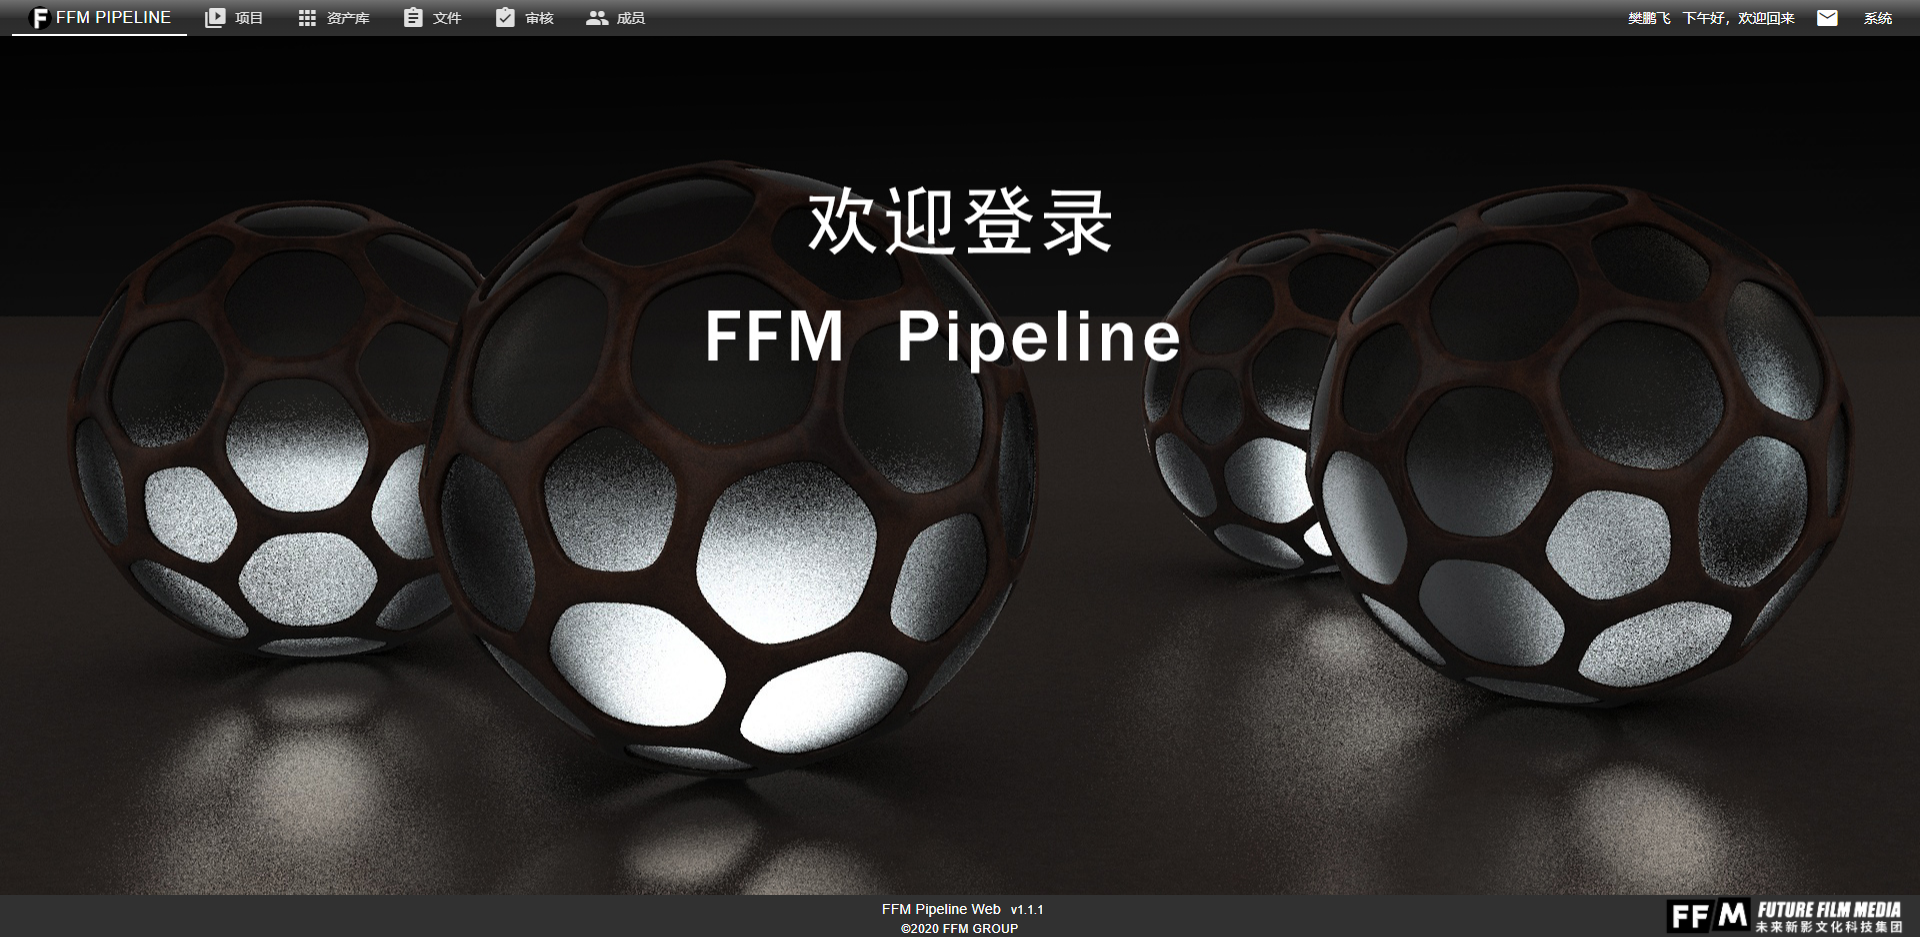 FFM PIPELINE 项目 资产库 文件 审核 成员 樊鹏飞 下午好，欢迎回来 系统
欢迎登录
FFM Pipeline
FFM Pipeline Web v1.1.1
©2020 FFM GROUP
FFM FUTURE FILM MEDIA
未来新影文化科技集团